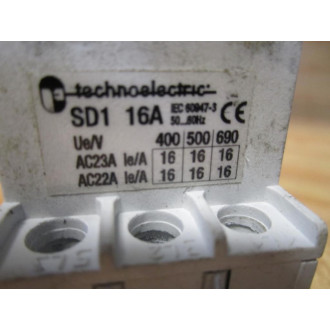 technoelectric
SD1 16A IEC 60947-3
50...60Hz CE
Ue/V 400 500 690
AC23A Ie/A 16 16 16
AC22A Ie/A 16 16 16